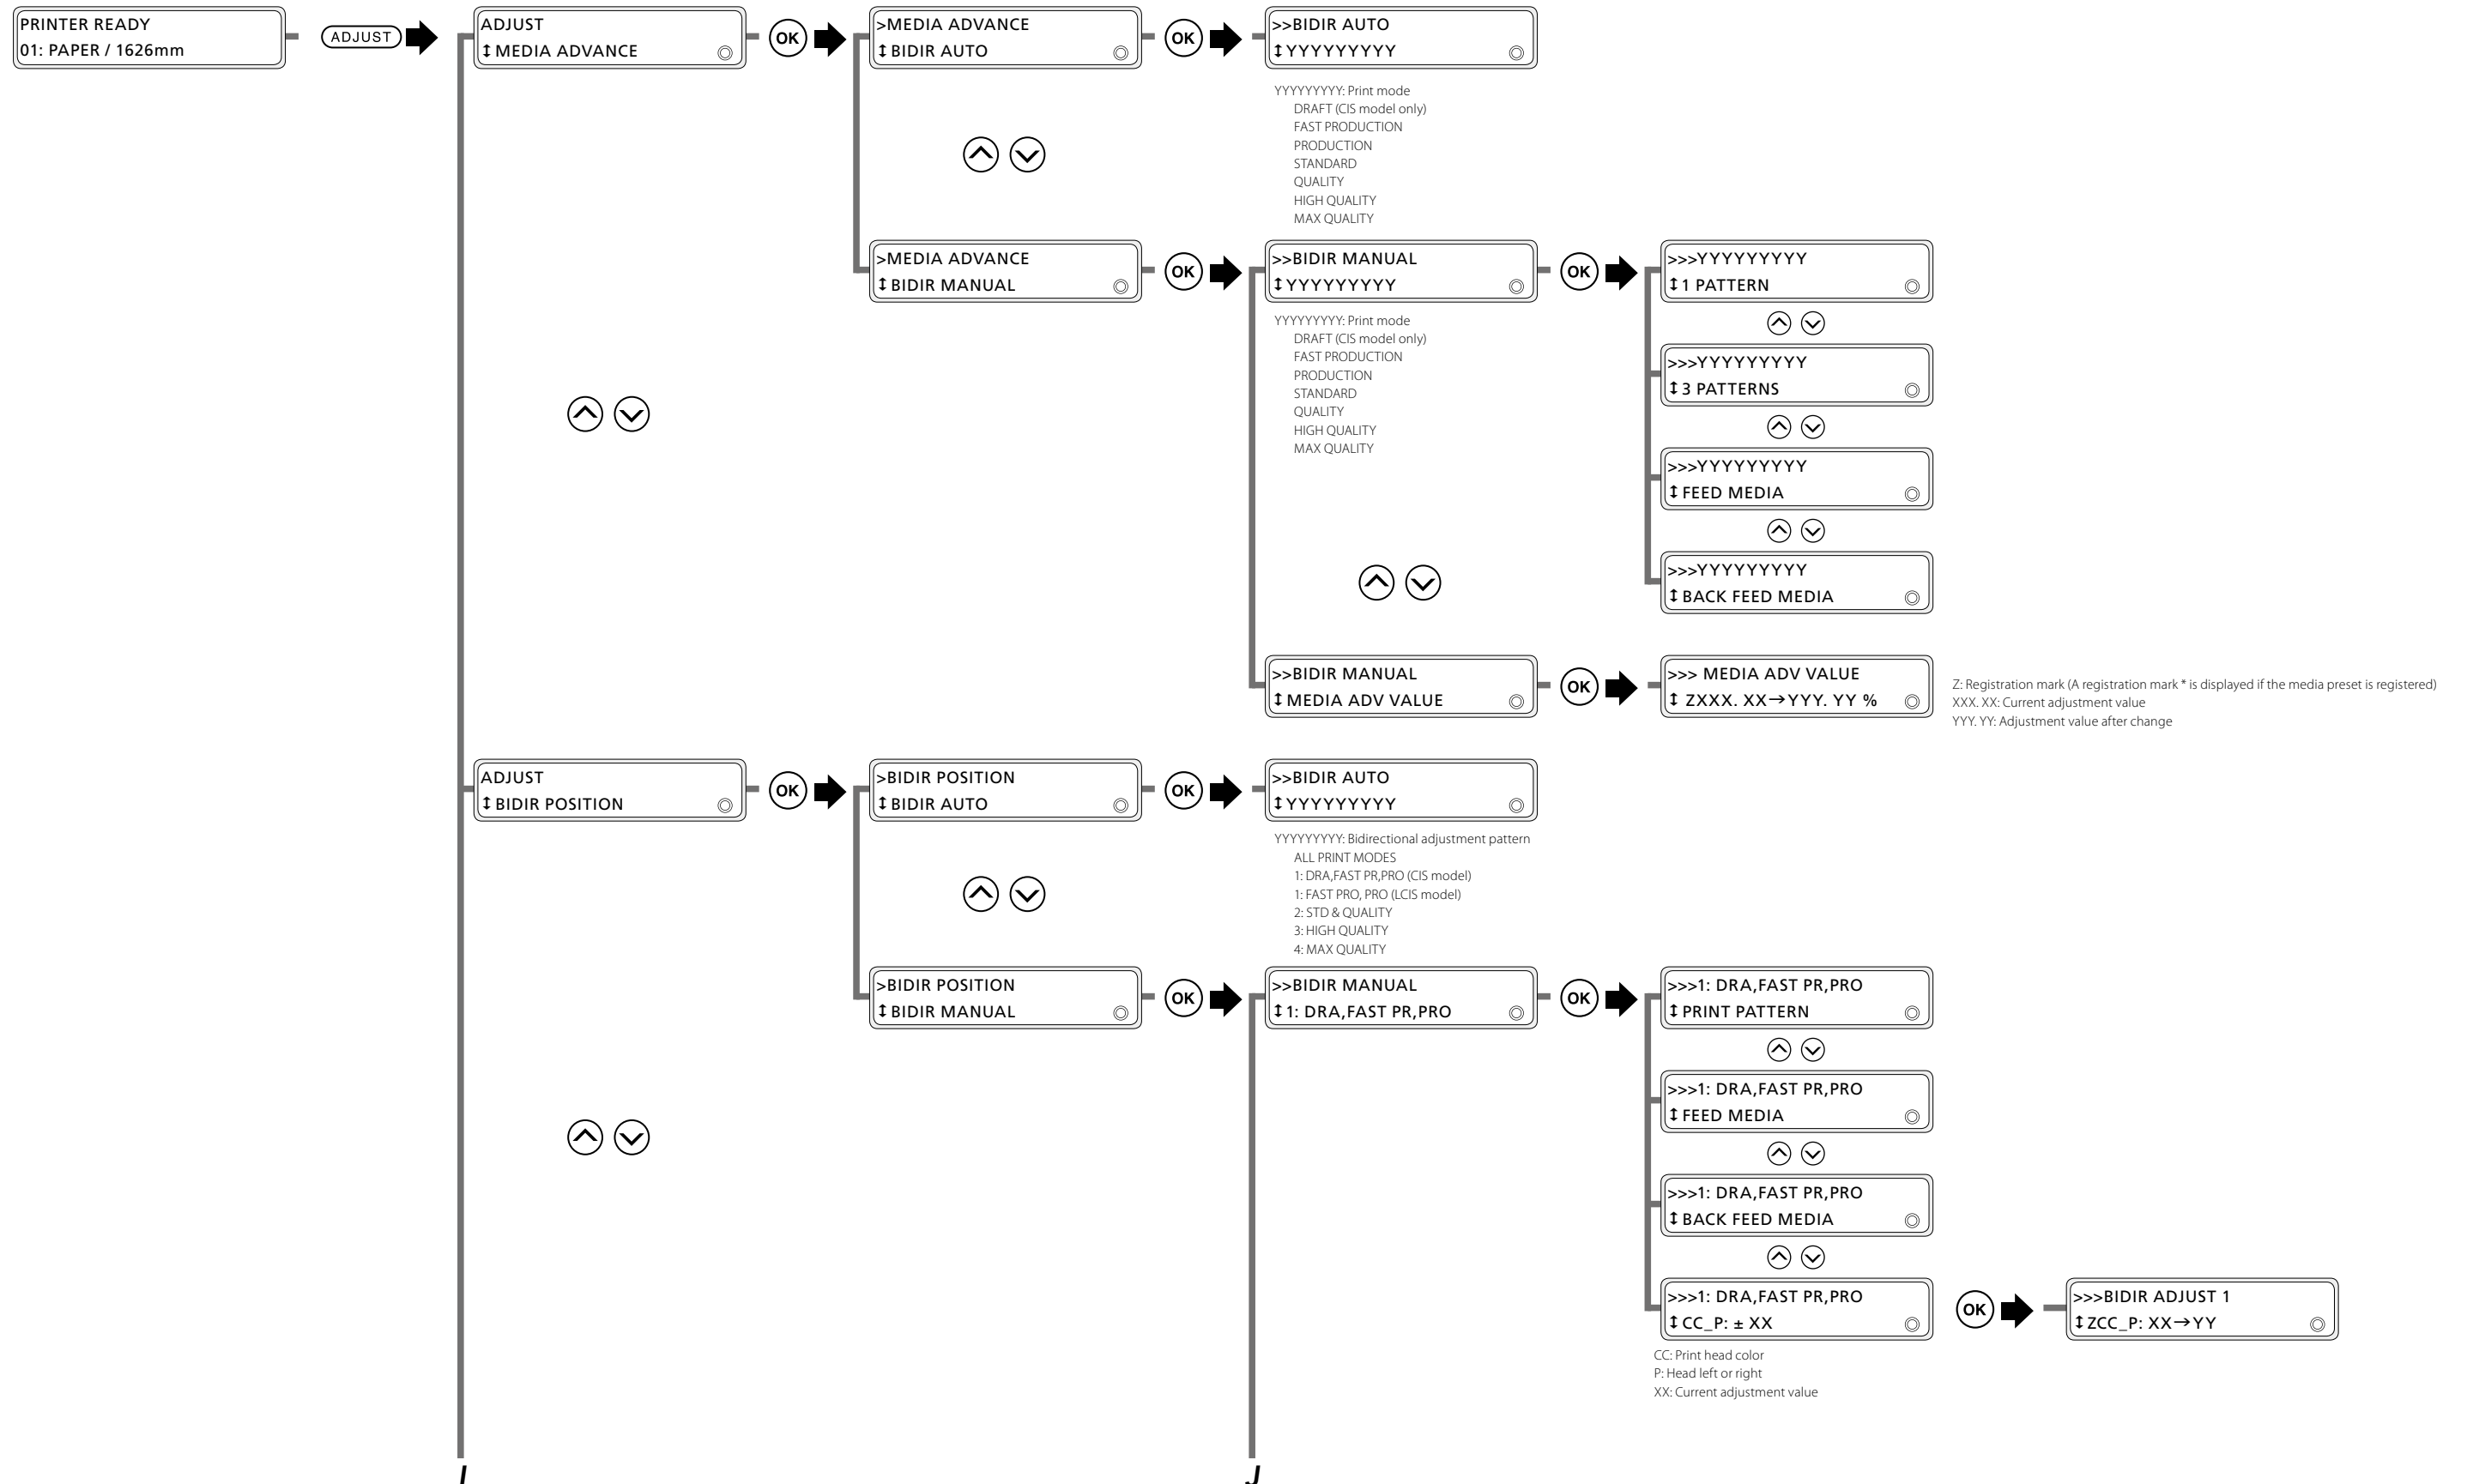 PRINTER READY
01: PAPER / 1626mm
ADJUST
ADJUST
↕ MEDIA ADVANCE
OK
>MEDIA ADVANCE
↕ BIDIR AUTO
OK
>>BIDIR AUTO
↕ YYYYYYYYY
YYYYYYYYY: Print mode
DRAFT (CIS model only)
FAST PRODUCTION
PRODUCTION
STANDARD
QUALITY
HIGH QUALITY
MAX QUALITY
>MEDIA ADVANCE
↕ BIDIR MANUAL
OK
>>BIDIR MANUAL
↕ YYYYYYYYY
OK
YYYYYYYYY: Print mode
DRAFT (CIS model only)
FAST PRODUCTION
PRODUCTION
STANDARD
QUALITY
HIGH QUALITY
MAX QUALITY
>>>YYYYYYYYY
↕ 1 PATTERN
>>>YYYYYYYYY
↕ 3 PATTERNS
>>>YYYYYYYYY
↕ FEED MEDIA
>>>YYYYYYYYY
↕ BACK FEED MEDIA
>>BIDIR MANUAL
↕ MEDIA ADV VALUE
OK
>>> MEDIA ADV VALUE
↕ ZXXX. XX→YYY. YY %
Z: Registration mark (A registration mark * is displayed if the media preset is registered)
XXX. XX: Current adjustment value
YYY. YY: Adjustment value after change
ADJUST
↕ BIDIR POSITION
OK
>BIDIR POSITION
↕ BIDIR AUTO
OK
>>BIDIR AUTO
↕ YYYYYYYYY
YYYYYYYYY: Bidirectional adjustment pattern
ALL PRINT MODES
1: DRA,FAST PR,PRO (CIS model)
1: FAST PRO, PRO (LCIS model)
2: STD & QUALITY
3: HIGH QUALITY
4: MAX QUALITY
>BIDIR POSITION
↕ BIDIR MANUAL
OK
>>BIDIR MANUAL
↕ 1: DRA,FAST PR,PRO
OK
>>>1: DRA,FAST PR,PRO
↕ PRINT PATTERN
>>>1: DRA,FAST PR,PRO
↕ FEED MEDIA
>>>1: DRA,FAST PR,PRO
↕ BACK FEED MEDIA
>>>1: DRA,FAST PR,PRO
↕ CC_P: ± XX
OK
>>>BIDIR ADJUST 1
↕ ZCC_P: XX→YY
CC: Print head color
P: Head left or right
XX: Current adjustment value